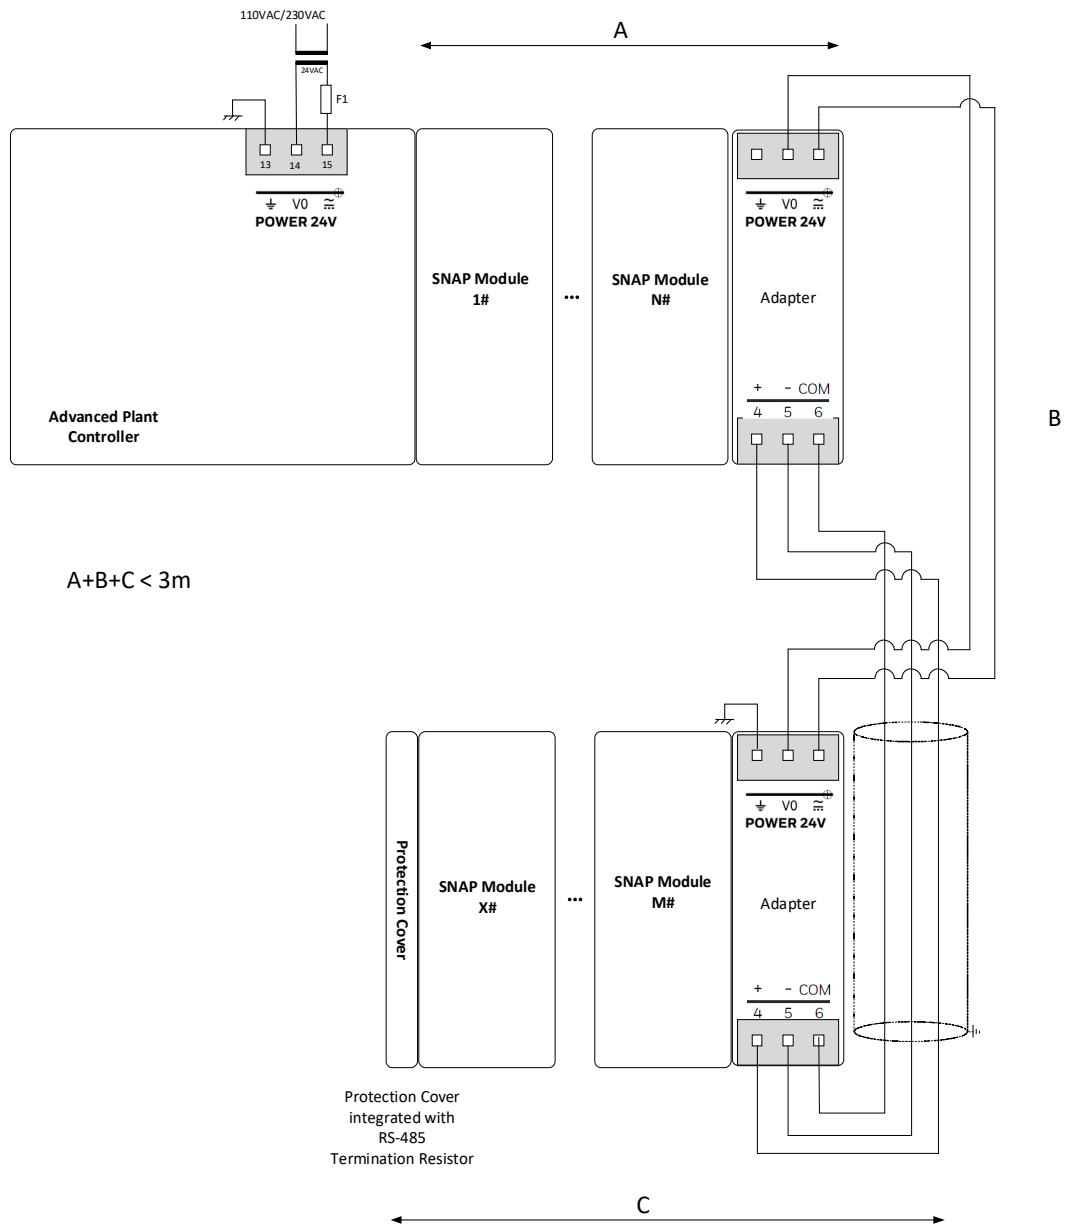 110VAC/230VAC
A
24VAC
F1
13 14 15
V0
POWER 24V
V0
POWER 24V
SNAP Module
1#
...
SNAP Module
N#
Adapter
+ - COM
4 5 6
Advanced Plant
Controller
B
A+B+C < 3m
V0
POWER 24V
Protection Cover
SNAP Module
X#
...
SNAP Module
M#
Adapter
+ - COM
4 5 6
Protection Cover
integrated with
RS-485
Termination Resistor
C